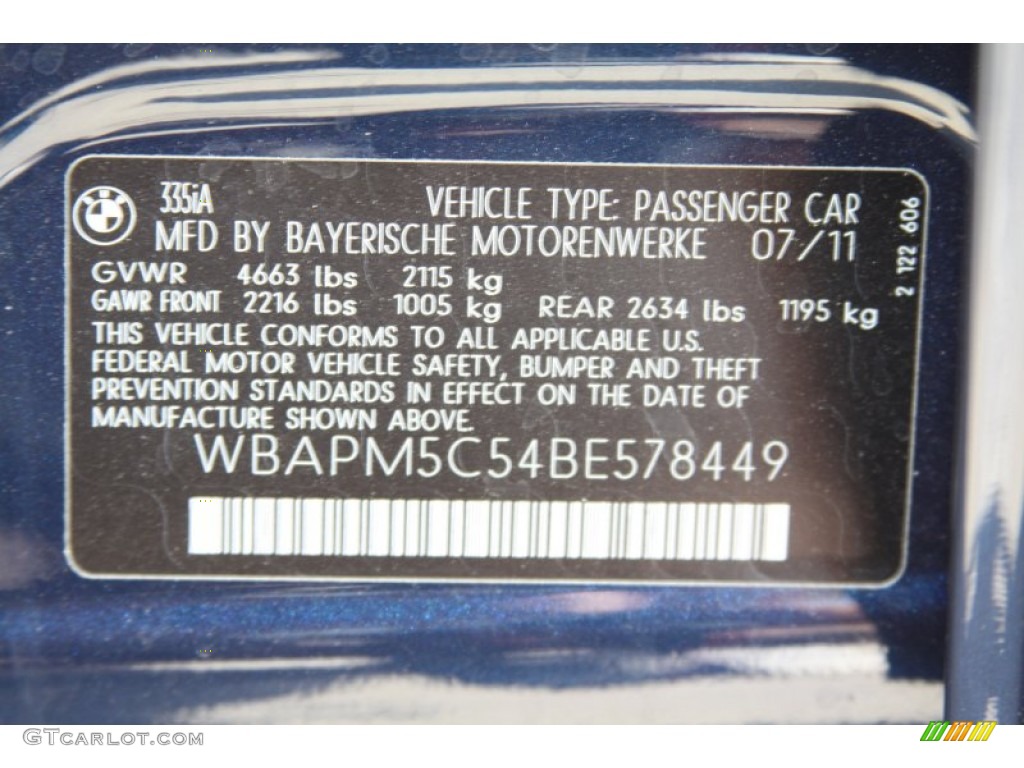 335iA
VEHICLE TYPE: PASSENGER CAR
MFD BY BAYERISCHE MOTORENWERKE 07/11
GVWR 4663 lbs 2115 kg
GAWR FRONT 2216 lbs 1005 kg REAR 2634 lbs 1195 kg
THIS VEHICLE CONFORMS TO ALL APPLICABLE U.S.
FEDERAL MOTOR VEHICLE SAFETY, BUMPER AND THEFT
PREVENTION STANDARDS IN EFFECT ON THE DATE OF
MANUFACTURE SHOWN ABOVE.
WBAPM5C54BE578449
2 122 606
GTcarlot.com